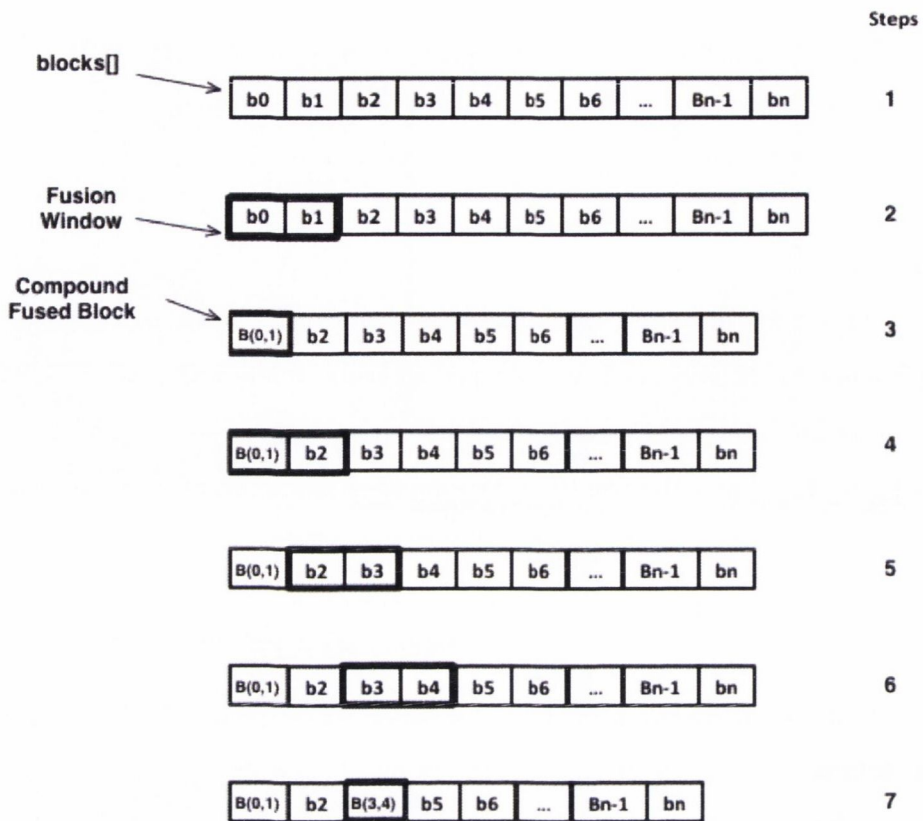 Steps
blocks[]
b0 b1 b2 b3 b4 b5 b6 ... Bn-1 bn 1
Fusion
Window
b0 b1 b2 b3 b4 b5 b6 ... Bn-1 bn 2
Compound
Fused Block
B(0,1) b2 b3 b4 b5 b6 ... Bn-1 bn 3
B(0,1) b2 b3 b4 b5 b6 ... Bn-1 bn 4
B(0,1) b2 b3 b4 b5 b6 ... Bn-1 bn 5
B(0,1) b2 b3 b4 b5 b6 ... Bn-1 bn 6
B(0,1) b2 B(3,4) b5 b6 ... Bn-1 bn 7